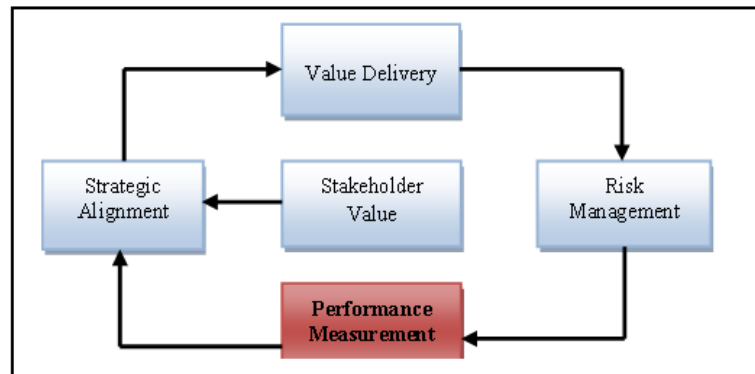 Value Delivery
Strategic
Alignment
Stakeholder
Value
Risk
Management
Performance
Measurement